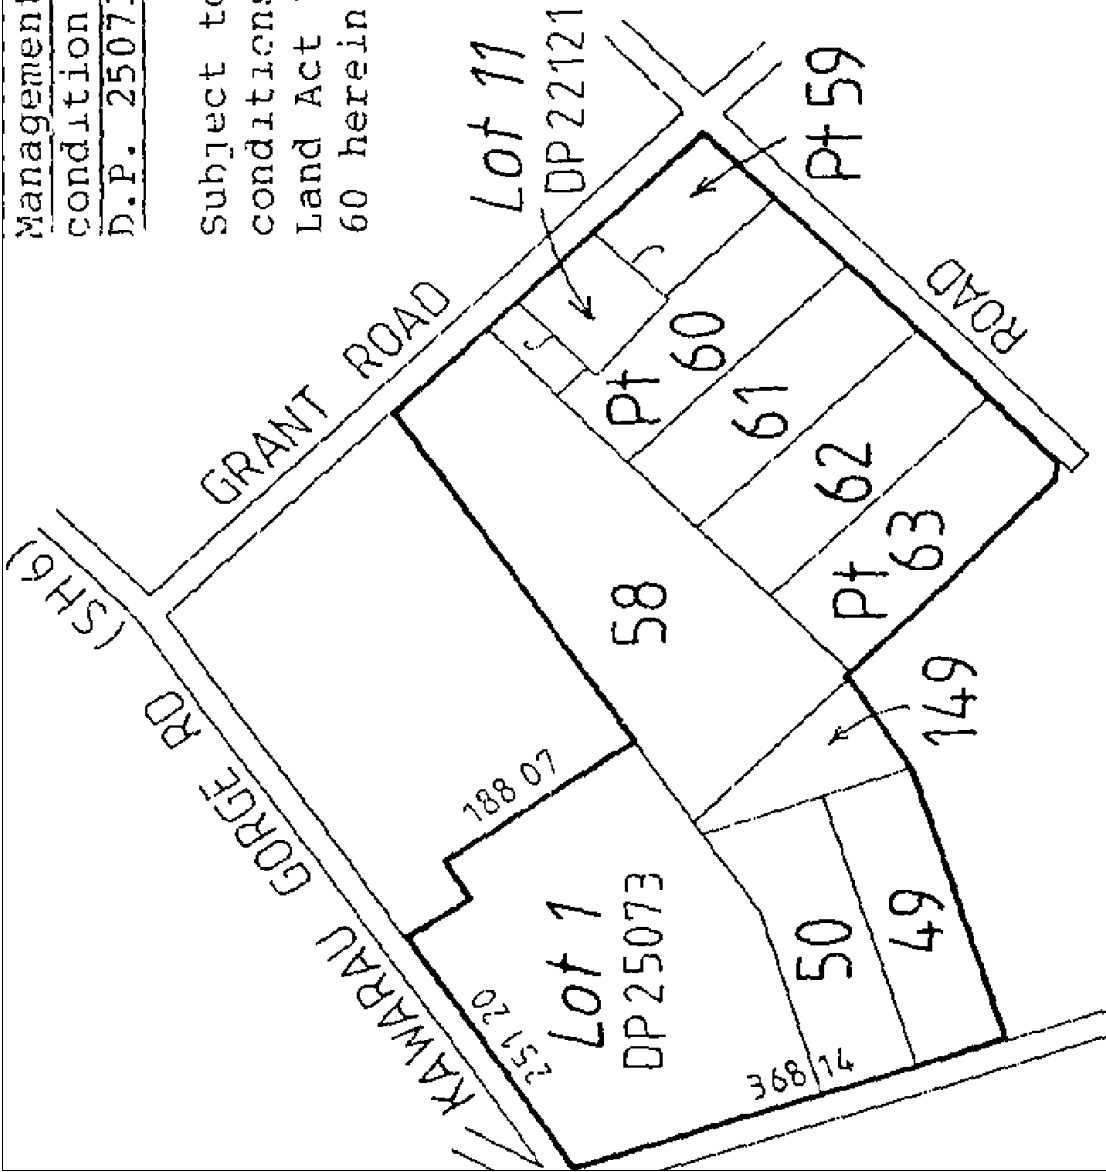 Management
condition
D.P. 25073
Subject to
conditions
Land Act
60 herein
Lot 11
DP 22121
Pt 59
GRANT ROAD
(SH6)
KAWARAU GORGE RD
ROAD
Pt 60
61
62
Pt 63
58
149
188 07
251 20
Lot 1
DP 25073
50
49
368 14